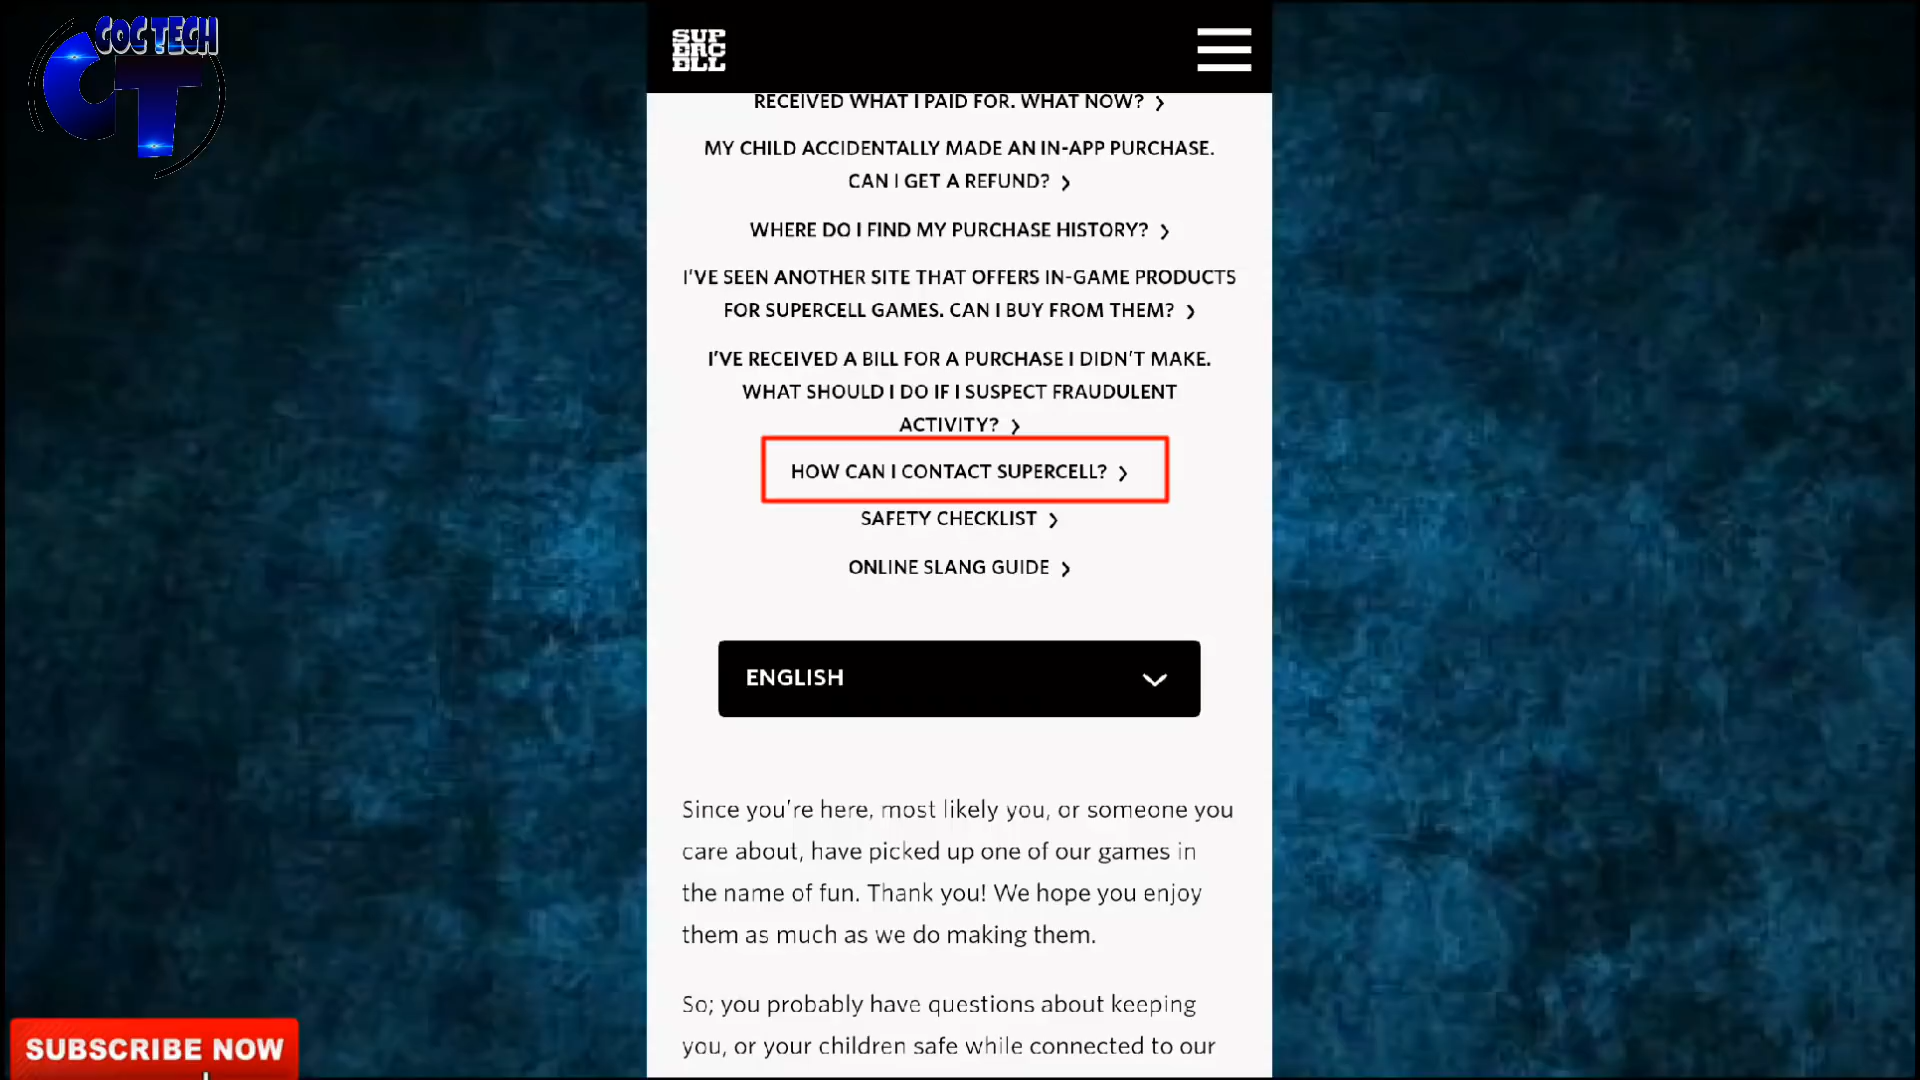 COC TECH
CT
SUP
ERC
ELL
RECEIVED WHAT I PAID FOR. WHAT NOW?
MY CHILD ACCIDENTALLY MADE AN IN-APP PURCHASE.
CAN I GET A REFUND?
WHERE DO I FIND MY PURCHASE HISTORY?
I'VE SEEN ANOTHER SITE THAT OFFERS IN-GAME PRODUCTS
FOR SUPERCELL GAMES. CAN I BUY FROM THEM?
I'VE RECEIVED A BILL FOR A PURCHASE I DIDN'T MAKE.
WHAT SHOULD I DO IF I SUSPECT FRAUDULENT
ACTIVITY?
HOW CAN I CONTACT SUPERCELL?
SAFETY CHECKLIST
ONLINE SLANG GUIDE
ENGLISH
Since you're here, most likely you, or someone you
care about, have picked up one of our games in
the name of fun. Thank you! We hope you enjoy
them as much as we do making them.
So; you probably have questions about keeping
you, or your children safe while connected to our
SUBSCRIBE NOW